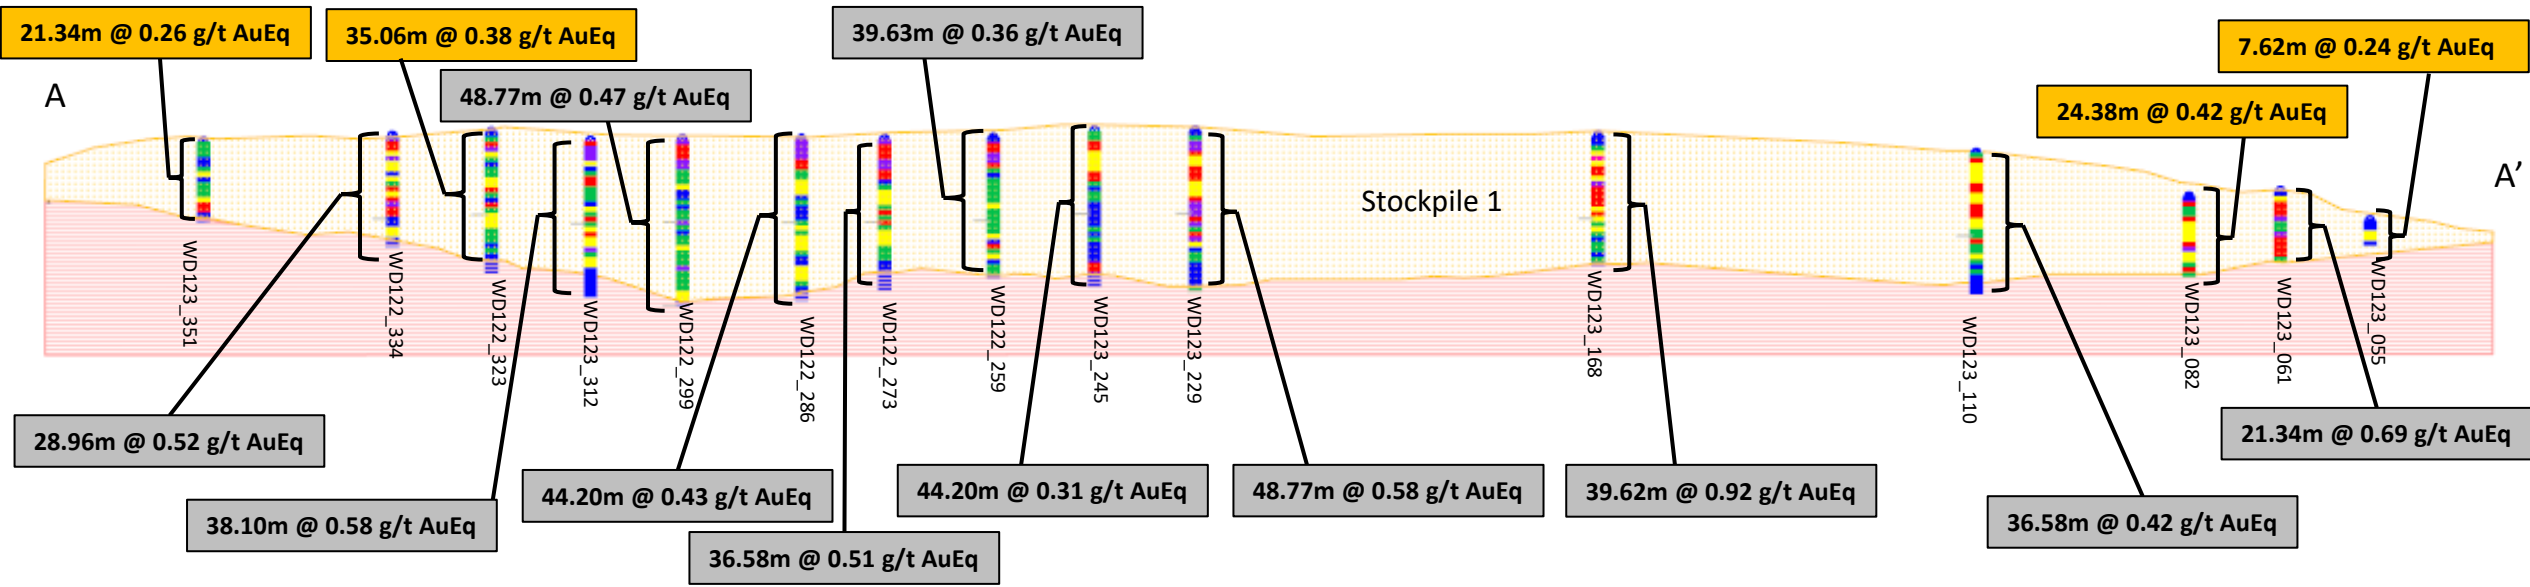 21.34m @ 0.26 g/t AuEq
35.06m @ 0.38 g/t AuEq
39.63m @ 0.36 g/t AuEq
7.62m @ 0.24 g/t AuEq
48.77m @ 0.47 g/t AuEq
24.38m @ 0.42 g/t AuEq
A
A'
Stockpile 1
WD123_351
WD122_334
WD122_323
WD123_312
WD122_299
WD122_286
WD122_273
WD122_259
WD123_245
WD123_229
WD123_168
WD123_110
WD123_082
WD123_061
WD123_055
28.96m @ 0.52 g/t AuEq
38.10m @ 0.58 g/t AuEq
44.20m @ 0.43 g/t AuEq
36.58m @ 0.51 g/t AuEq
44.20m @ 0.31 g/t AuEq
48.77m @ 0.58 g/t AuEq
39.62m @ 0.92 g/t AuEq
36.58m @ 0.42 g/t AuEq
21.34m @ 0.69 g/t AuEq